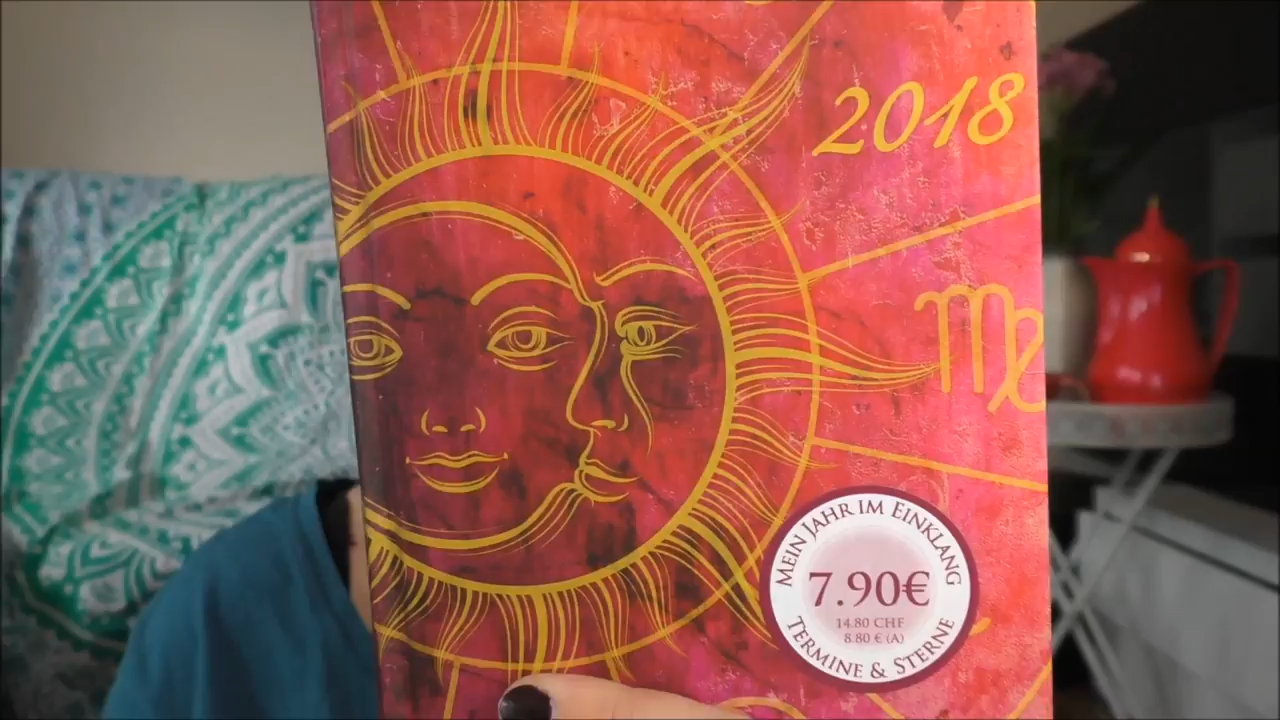 2018
MEIN JAHR IM EINKLANG
7.90€
14.80 CHF
8.80 € (A)
TERMINE & STERNE